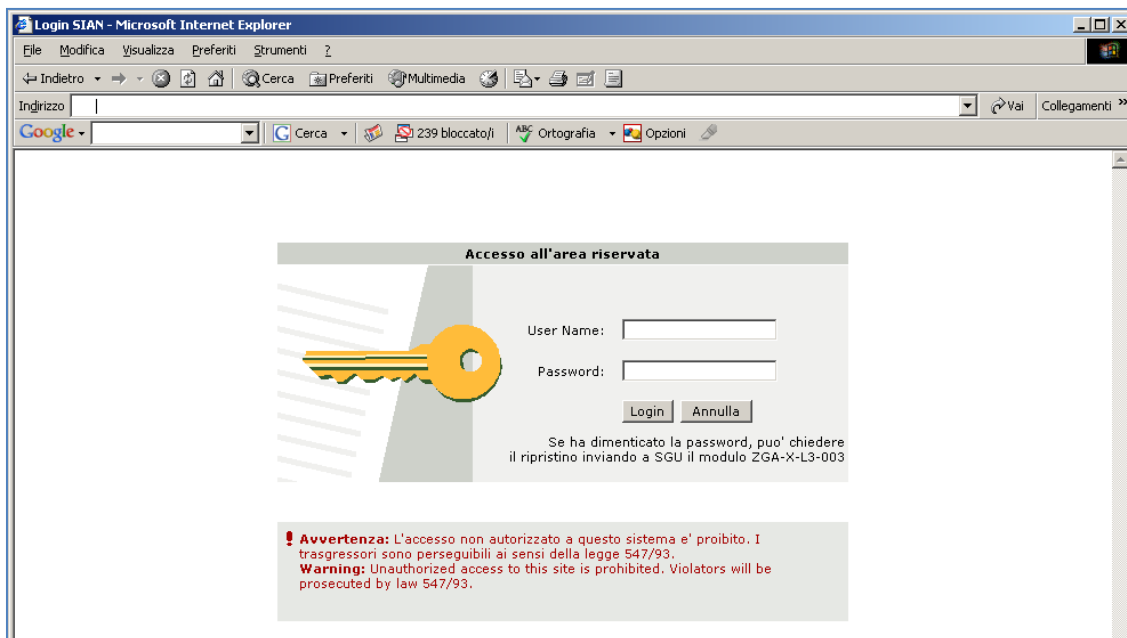 Login SIAN - Microsoft Internet Explorer
File Modifica Visualizza Preferiti Strumenti ?
Indietro Cerca Preferiti Multimedia
Indirizzo Vai Collegamenti »
Google Cerca 239 bloccato/i ABC Ortografia Opzioni
Accesso all'area riservata
User Name:
Password:
Login Annulla
Se ha dimenticato la password, puo' chiedere
il ripristino inviando a SGU il modulo ZGA-X-L3-003
Avvertenza: L'accesso non autorizzato a questo sistema e' proibito. I
trasgressori sono perseguibili ai sensi della legge 547/93.
Warning: Unauthorized access to this site is prohibited. Violators will be
prosecuted by law 547/93.